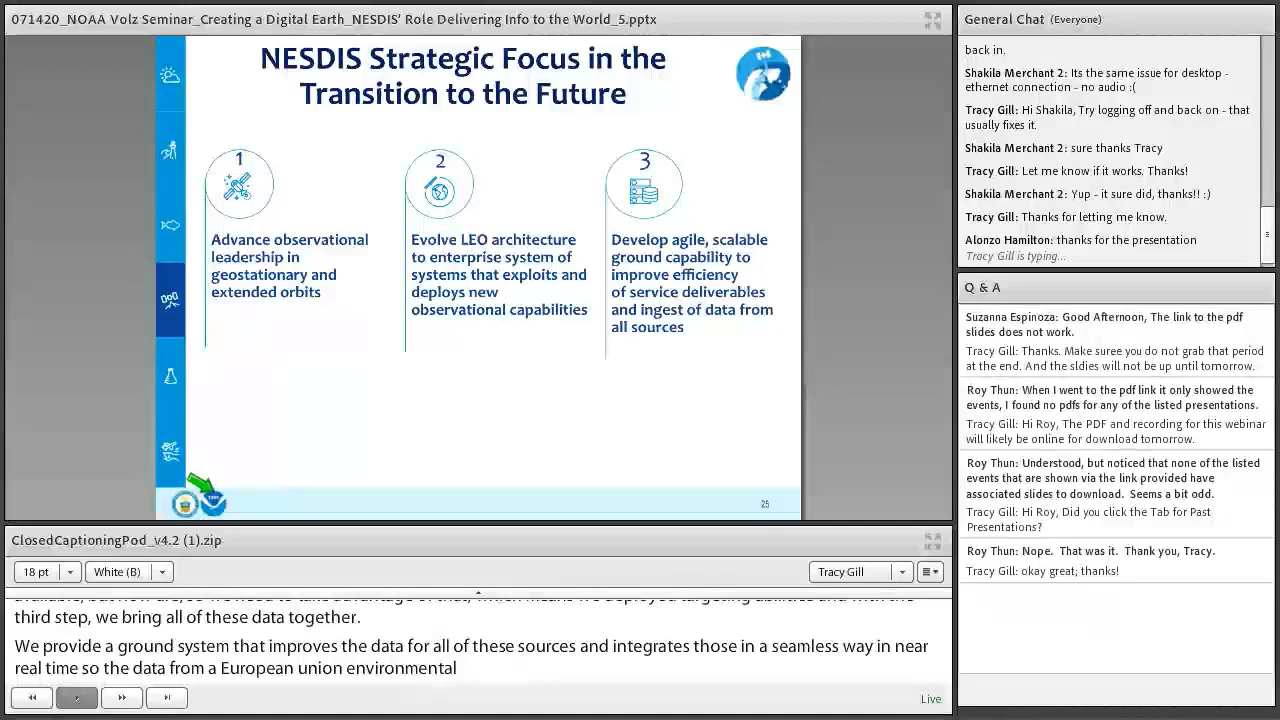 071420_NOAA Volz Seminar_Creating a Digital Earth_NESDIS’ Role Delivering Info to the World_5.pptx
NESDIS Strategic Focus in the
Transition to the Future
1
Advance observational
leadership in
geostationary and
extended orbits
2
Evolve LEO architecture
to enterprise system of
systems that exploits and
deploys new
observational capabilities
3
Develop agile, scalable
ground capability to
improve efficiency
of service deliverables
and ingest of data from
all sources
25
ClosedCaptioningPod_v4.2 (1).zip
18 pt
White (B)
Tracy Gill
third step, we bring all of these data together.
We provide a ground system that improves the data for all of these sources and integrates those in a seamless way in near
real time so the data from a European union environmental
Live
General Chat (Everyone)
back in.
Shakila Merchant 2: Its the same issue for desktop -
ethernet connection - no audio :(
Tracy Gill: Hi Shakila, Try logging off and back on - that
usually fixes it.
Shakila Merchant 2: sure thanks Tracy
Tracy Gill: Let me know if it works. Thanks!
Shakila Merchant 2: Yup - it sure did, thanks!! :)
Tracy Gill: Thanks for letting me know.
Alonzo Hamilton: thanks for the presentation
Tracy Gill is typing...
Q & A
Suzanna Espinoza: Good Afternoon, The link to the pdf
slides does not work.
Tracy Gill: Thanks. Make suree you do not grab that period
at the end. And the sldies will not be up until tomorrow.
Roy Thun: When I went to the pdf link it only showed the
events, I found no pdfs for any of the listed presentations.
Tracy Gill: Hi Roy, The PDF and recording for this webinar
will likely be online for download tomorrow.
Roy Thun: Understood, but noticed that none of the listed
events that are shown via the link provided have
associated slides to download. Seems a bit odd.
Tracy Gill: Hi Roy, Did you click the Tab for Past
Presentations?
Roy Thun: Nope. That was it. Thank you, Tracy.
Tracy Gill: okay great; thanks!